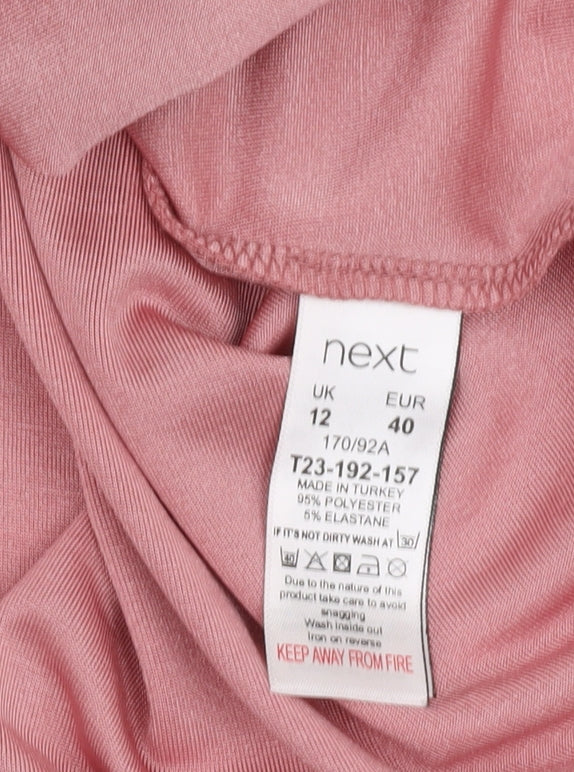 next
UK EUR
12 40
170/92A
T23-192-157
MADE IN TURKEY
95% POLYESTER
5% ELASTANE
IF IT'S NOT DIRTY WASH AT 30
40
Due to the nature of this
product take care to avoid
snagging
Wash inside out
Iron on reverse
KEEP AWAY FROM FIRE